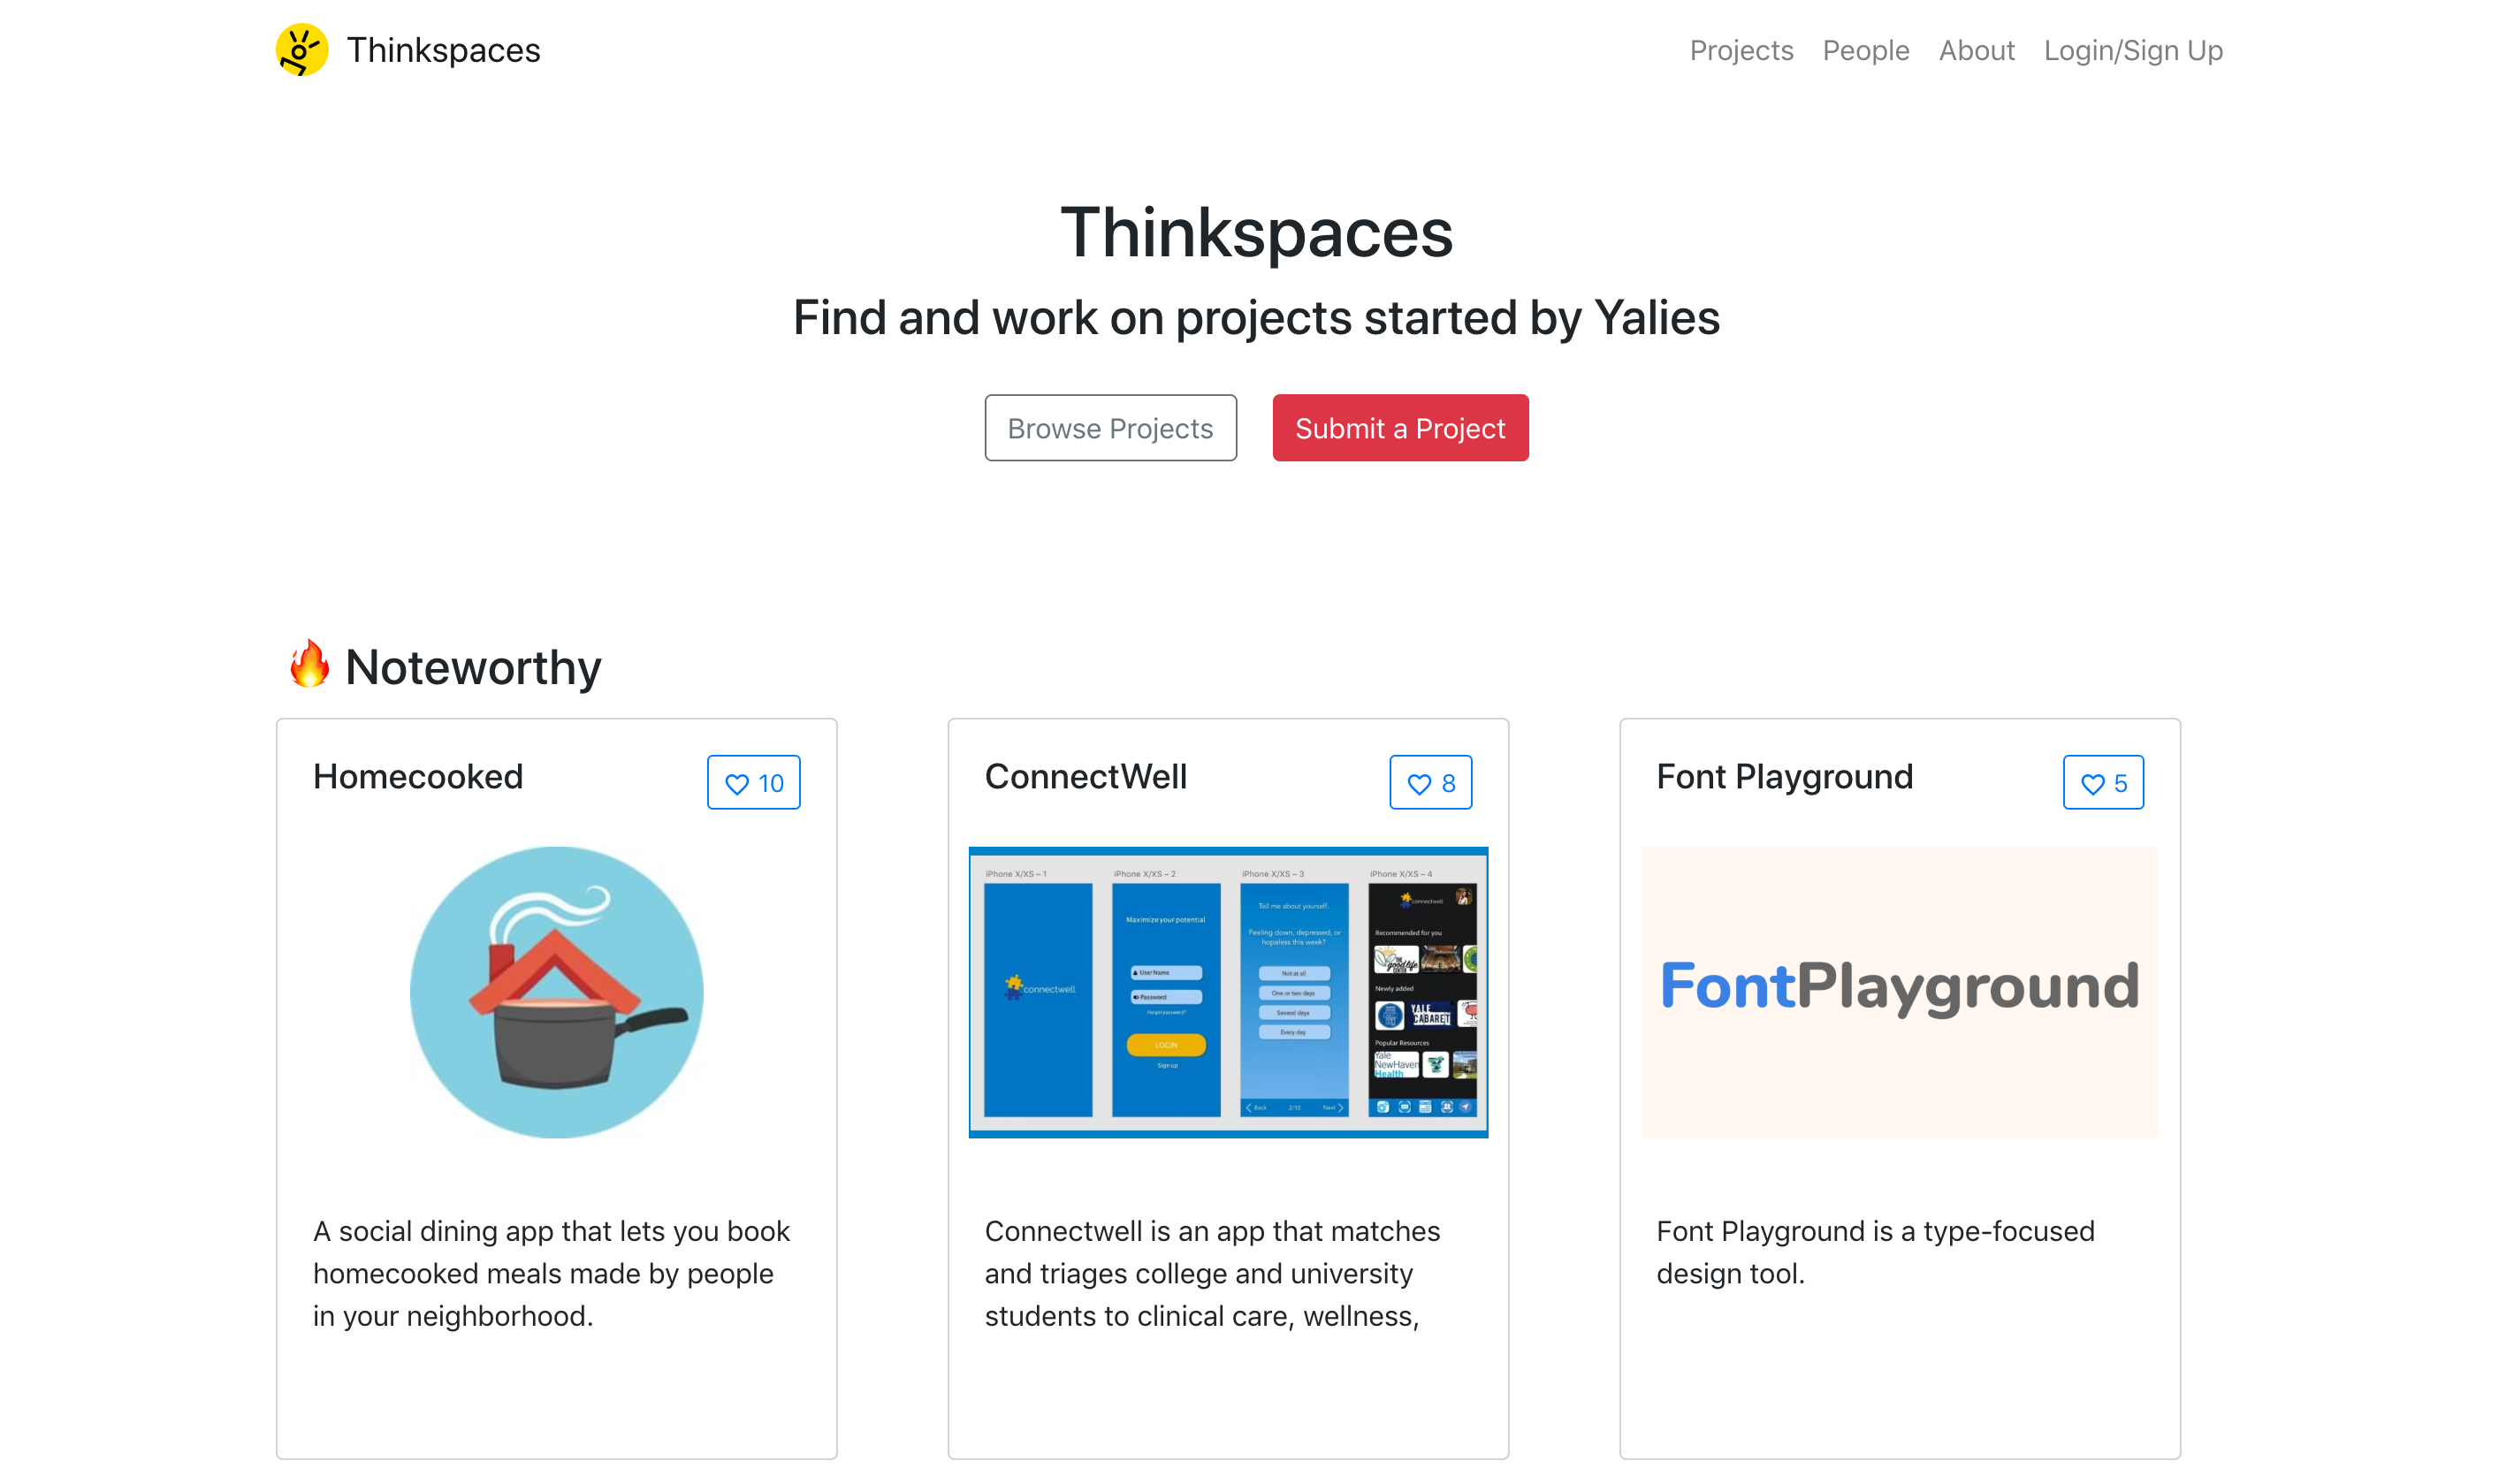 Thinkspaces
Projects People About Login/Sign Up
Thinkspaces
Find and work on projects started by Yalies
Browse Projects Submit a Project
Noteworthy
Homecooked
10
A social dining app that lets you book
homecooked meals made by people
in your neighborhood.
ConnectWell
8
iPhone X/XS – 1
connectwell
iPhone X/XS – 2
Maximize your potential
User Name
Password
Forgot password?
LOGIN
Sign up
iPhone X/XS – 3
Tell me about yourself.
Feeling down, depressed, or
hopeless this week?
Not at all
One or two days
Several days
Every day
Back 2/10 Next
iPhone X/XS – 4
connectwell
Recommended for you
the good life
CENTER
Newly added
YALE
CABARET
Popular Resources
Yale
NewHaven
Health
Connectwell is an app that matches
and triages college and university
students to clinical care, wellness,
Font Playground
5
FontPlayground
Font Playground is a type-focused
design tool.